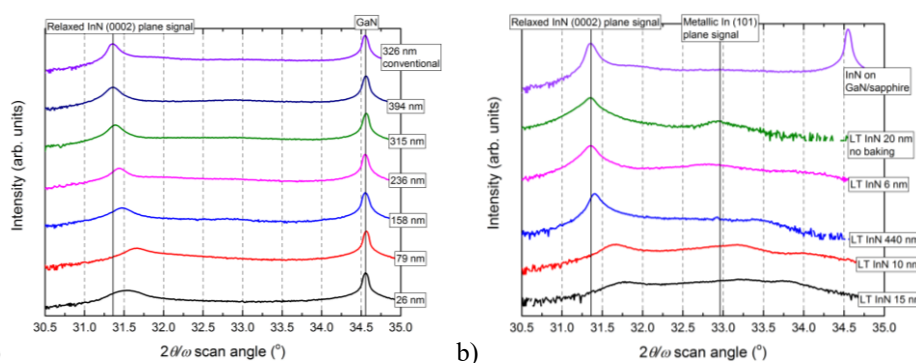 Relaxed InN (0002) plane signal
GaN
326 nm
conventional
394 nm
315 nm
236 nm
158 nm
79 nm
26 nm
Intensity (arb. units)
30.5 31.0 31.5 32.0 32.5 33.0 33.5 34.0 34.5 35.0
2θ/ω scan angle (°)
b)
Relaxed InN (0002) plane signal
Metallic In (101)
plane signal
InN on
GaN/sapphire
LT InN 20 nm
no baking
LT InN 6 nm
LT InN 440 nm
LT InN 10 nm
LT InN 15 nm
Intensity (arb. units)
30.5 31.0 31.5 32.0 32.5 33.0 33.5 34.0 34.5 35.0
2θ/ω scan angle (°)